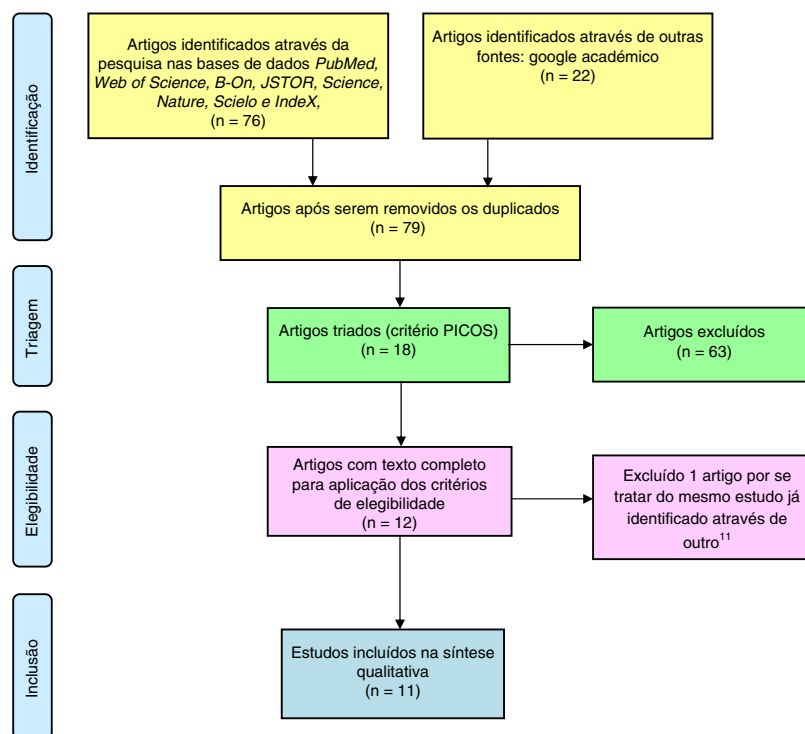 Identificação
Artigos identificados através da
pesquisa nas bases de dados PubMed,
Web of Science, B-On, JSTOR, Science,
Nature, Scielo e IndeX,
(n = 76)
Artigos identificados através de outras
fontes: google académico
(n = 22)
Artigos após serem removidos os duplicados
(n = 79)
Triagem
Artigos triados (critério PICOS)
(n = 18)
Artigos excluídos
(n = 63)
Elegibilidade
Artigos com texto completo
para aplicação dos critérios
de elegibilidade
(n = 12)
Excluído 1 artigo por se
tratar do mesmo estudo já
identificado através de
outro¹¹
Inclusão
Estudos incluídos na síntese
qualitativa
(n = 11)